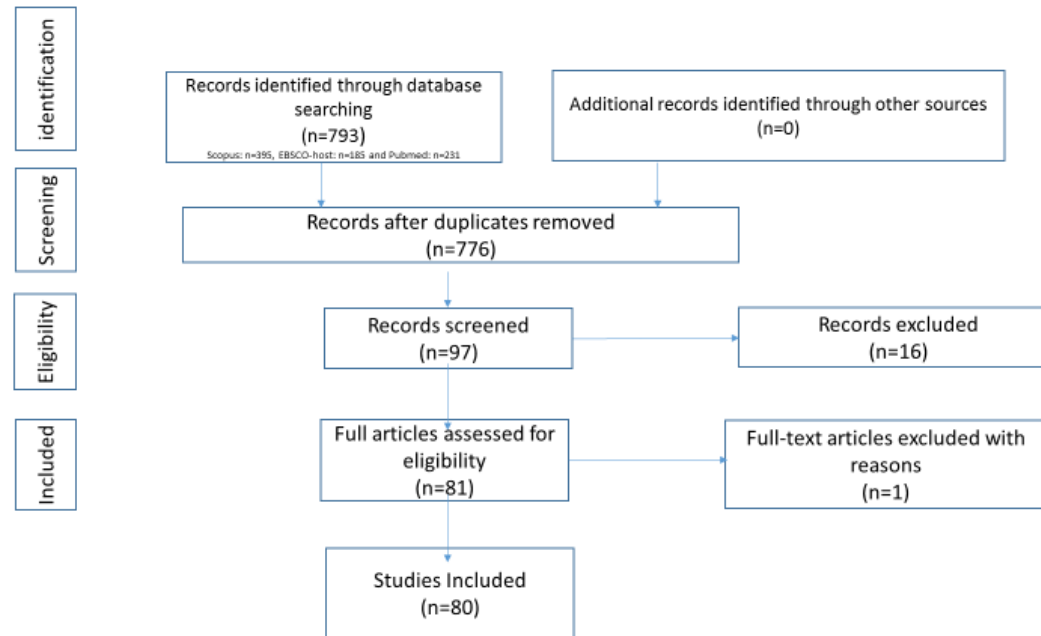 identification
Records identified through database
searching
(n=793)
Scopus: n=395, EBSCO-host: n=185 and Pubmed: n=231
Additional records identified through other sources
(n=0)
Screening
Records after duplicates removed
(n=776)
Eligibility
Records screened
(n=97)
Records excluded
(n=16)
Included
Full articles assessed for
eligibility
(n=81)
Full-text articles excluded with
reasons
(n=1)
Studies Included
(n=80)